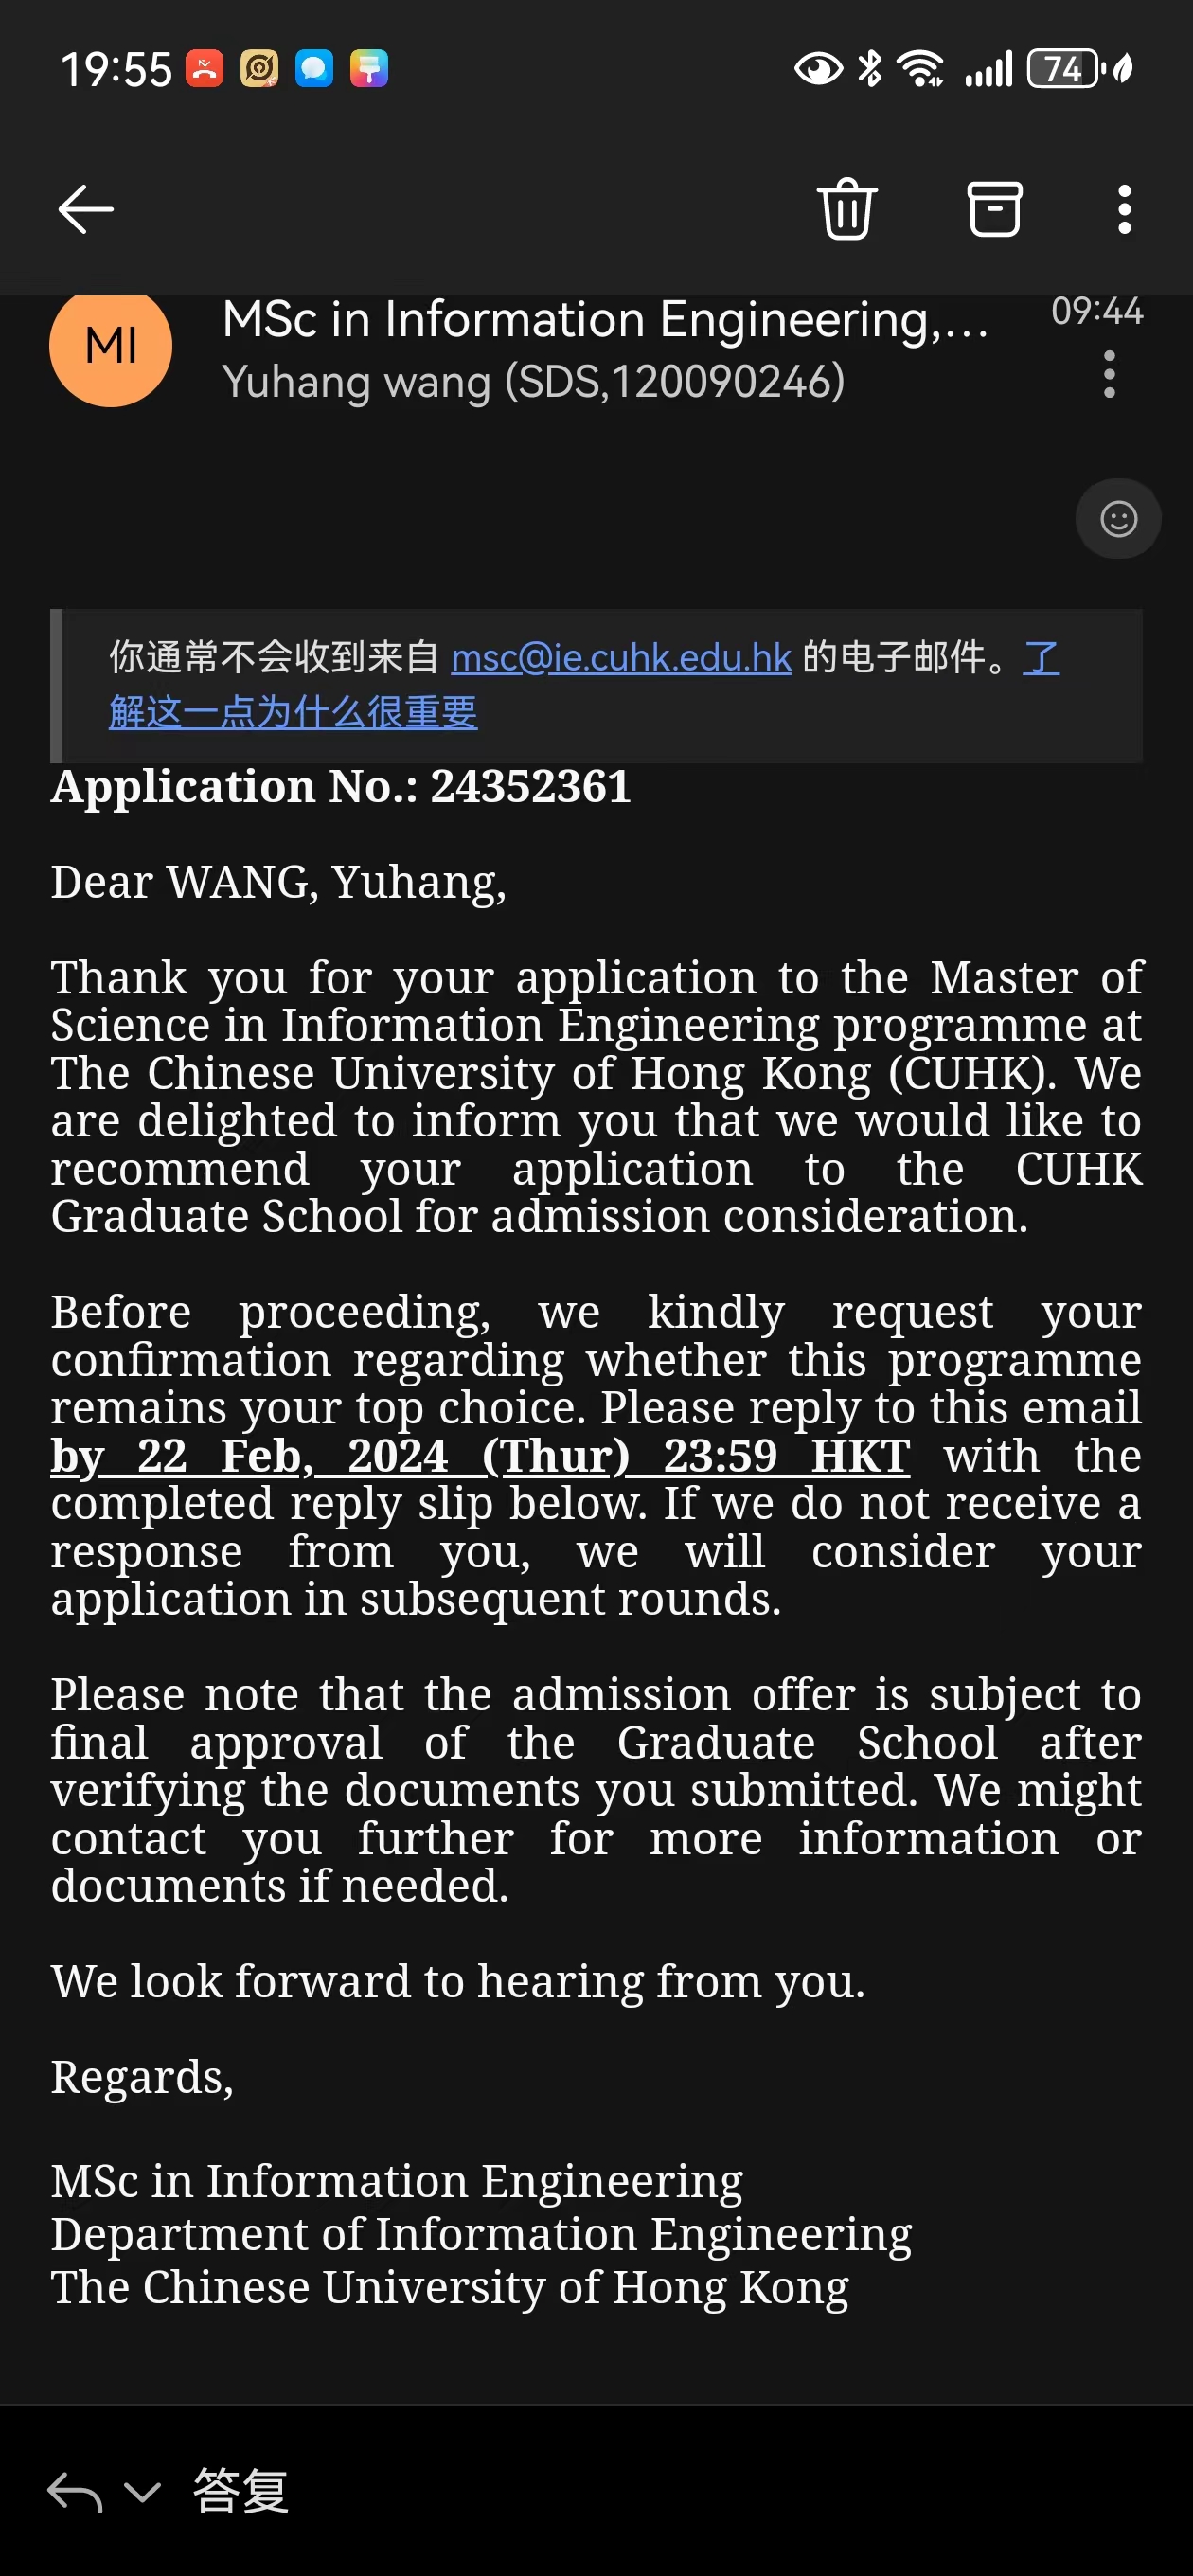 19:55
74
MI
MSc in Information Engineering,...
09:44
Yuhang wang (SDS,120090246)
你通常不会收到来自 msc@ie.cuhk.edu.hk 的电子邮件。了
解这一点为什么很重要
Application No.: 24352361
Dear WANG, Yuhang,
Thank you for your application to the Master of
Science in Information Engineering programme at
The Chinese University of Hong Kong (CUHK). We
are delighted to inform you that we would like to
recommend your application to the CUHK
Graduate School for admission consideration.
Before proceeding, we kindly request your
confirmation regarding whether this programme
remains your top choice. Please reply to this email
by 22 Feb, 2024 (Thur) 23:59 HKT with the
completed reply slip below. If we do not receive a
response from you, we will consider your
application in subsequent rounds.
Please note that the admission offer is subject to
final approval of the Graduate School after
verifying the documents you submitted. We might
contact you further for more information or
documents if needed.
We look forward to hearing from you.
Regards,
MSc in Information Engineering
Department of Information Engineering
The Chinese University of Hong Kong
答复